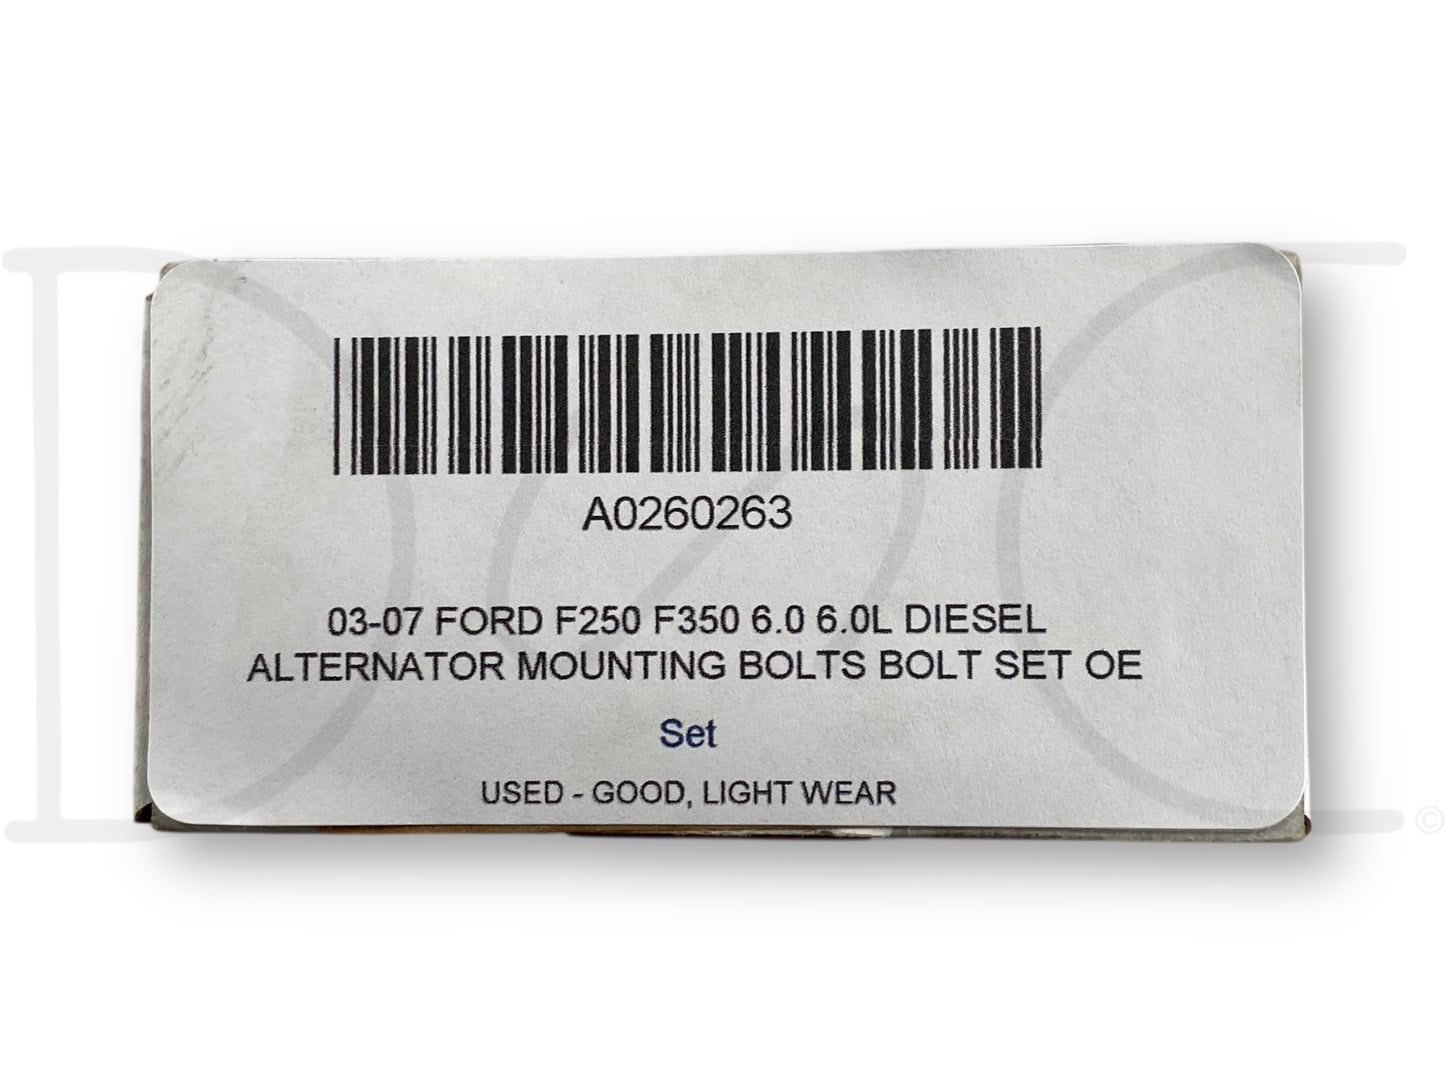 A0260263
03-07 FORD F250 F350 6.0 6.0L DIESEL
ALTERNATOR MOUNTING BOLTS BOLT SET OE
Set
USED - GOOD, LIGHT WEAR
©